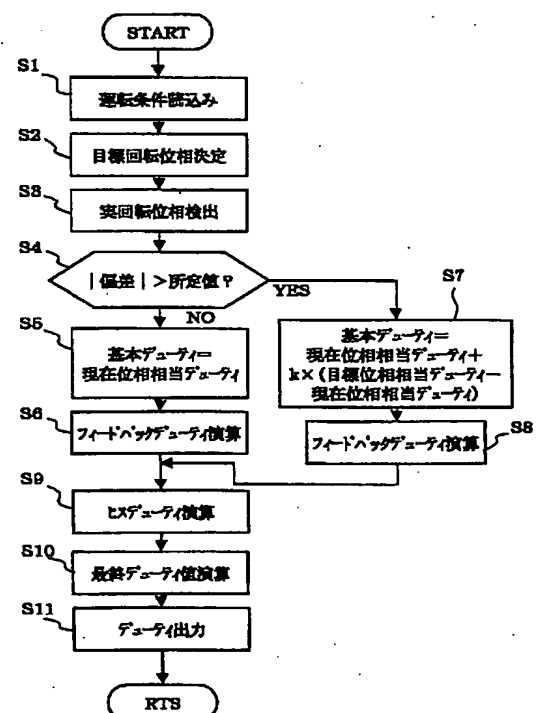 START
S1
運転条件読込み
S2
目標回転位相決定
S3
実回転位相検出
S4
|偏差|>所定値?
YES
NO
S5
基本デューティ=
現在位相相当デューティ
S7
基本デューティ=
現在位相相当デューティ+
k×(目標位相相当デューティ−
現在位相相当デューティ)
S6
フィードバックデューティ演算
S8
フィードバックデューティ演算
S9
ヒスデューティ演算
S10
最終デューティ値演算
S11
デューティ出力
RTS